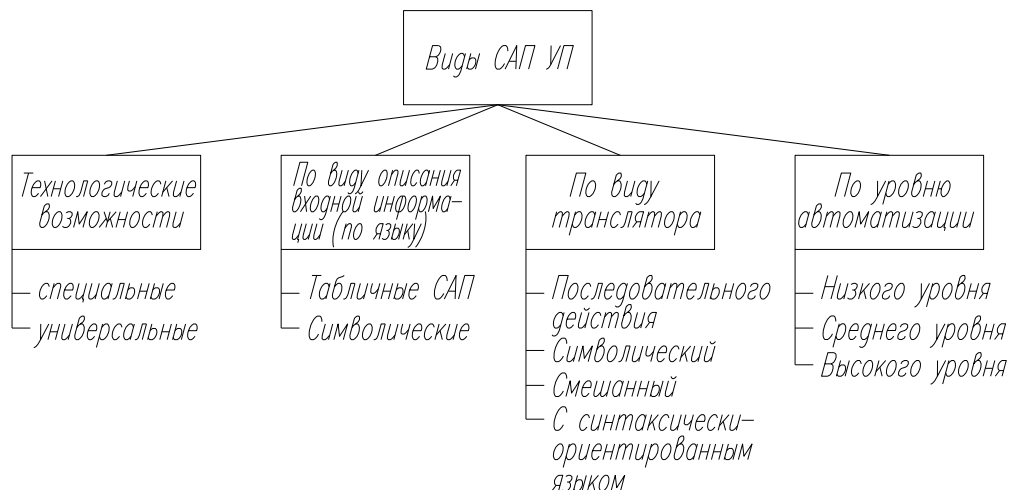 Виды САП УП
Технологические
возможности
специальные
универсальные
По виду описания
входной информа-
ции (по языку)
Табличные САП
Символические
По виду
транслятора
Последовательного
действия
Символический
Смешанный
С синтаксически-
ориентированным
языком
По уровню
автоматизации
Низкого уровня
Среднего уровня
Высокого уровня